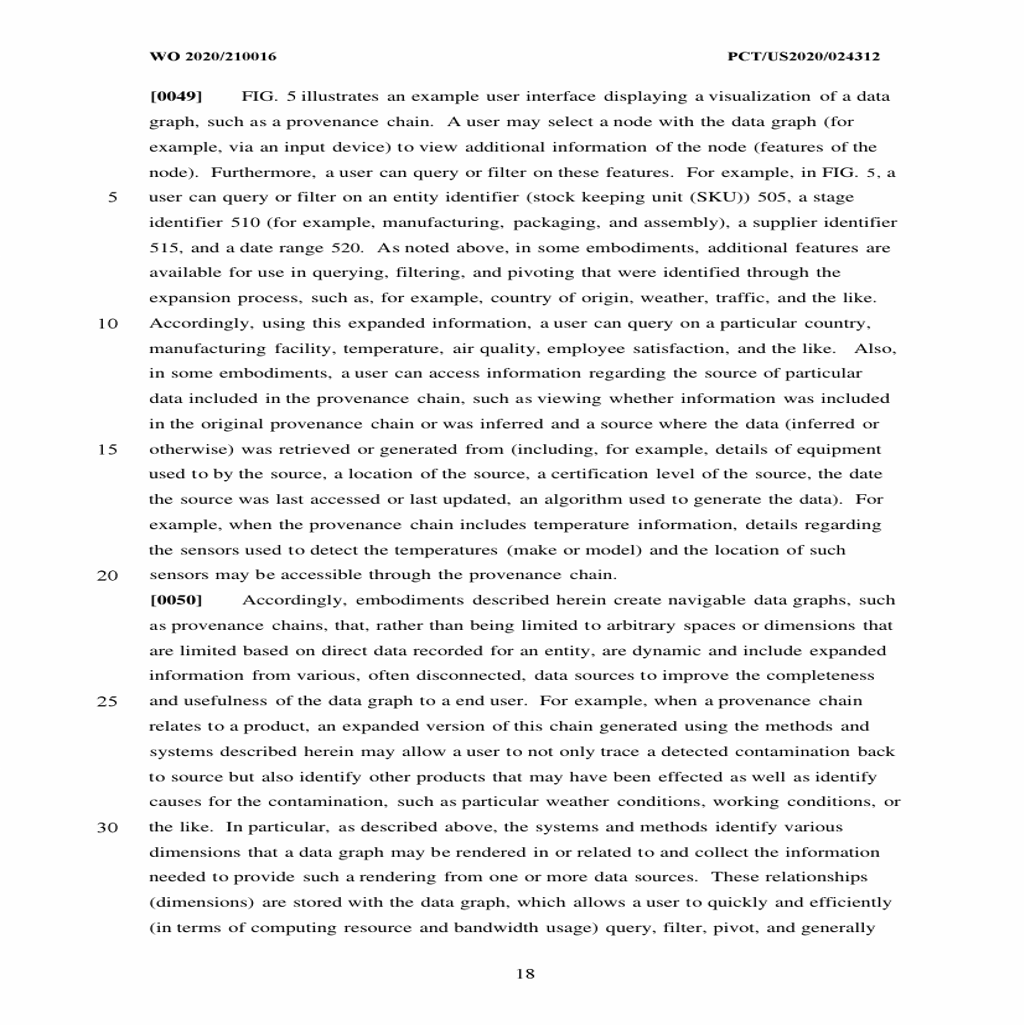 WO 2020/210016 PCT/US2020/024312
[0049] FIG. 5 illustrates an example user interface displaying a visualization of a data
graph, such as a provenance chain. A user may select a node with the data graph (for
example, via an input device) to view additional information of the node (features of the
node). Furthermore, a user can query or filter on these features. For example, in FIG. 5, a
5 user can query or filter on an entity identifier (stock keeping unit (SKU)) 505, a stage
identifier 510 (for example, manufacturing, packaging, and assembly), a supplier identifier
515, and a date range 520. As noted above, in some embodiments, additional features are
available for use in querying, filtering, and pivoting that were identified through the
expansion process, such as, for example, country of origin, weather, traffic, and the like.
10 Accordingly, using this expanded information, a user can query on a particular country,
manufacturing facility, temperature, air quality, employee satisfaction, and the like. Also,
in some embodiments, a user can access information regarding the source of particular
data included in the provenance chain, such as viewing whether information was included
in the original provenance chain or was inferred and a source where the data (inferred or
15 otherwise) was retrieved or generated from (including, for example, details of equipment
used to by the source, a location of the source, a certification level of the source, the date
the source was last accessed or last updated, an algorithm used to generate the data). For
example, when the provenance chain includes temperature information, details regarding
the sensors used to detect the temperatures (make or model) and the location of such
20 sensors may be accessible through the provenance chain.
[0050] Accordingly, embodiments described herein create navigable data graphs, such
as provenance chains, that, rather than being limited to arbitrary spaces or dimensions that
are limited based on direct data recorded for an entity, are dynamic and include expanded
information from various, often disconnected, data sources to improve the completeness
25 and usefulness of the data graph to a end user. For example, when a provenance chain
relates to a product, an expanded version of this chain generated using the methods and
systems described herein may allow a user to not only trace a detected contamination back
to source but also identify other products that may have been effected as well as identify
causes for the contamination, such as particular weather conditions, working conditions, or
30 the like. In particular, as described above, the systems and methods identify various
dimensions that a data graph may be rendered in or related to and collect the information
needed to provide such a rendering from one or more data sources. These relationships
(dimensions) are stored with the data graph, which allows a user to quickly and efficiently
(in terms of computing resource and bandwidth usage) query, filter, pivot, and generally
18